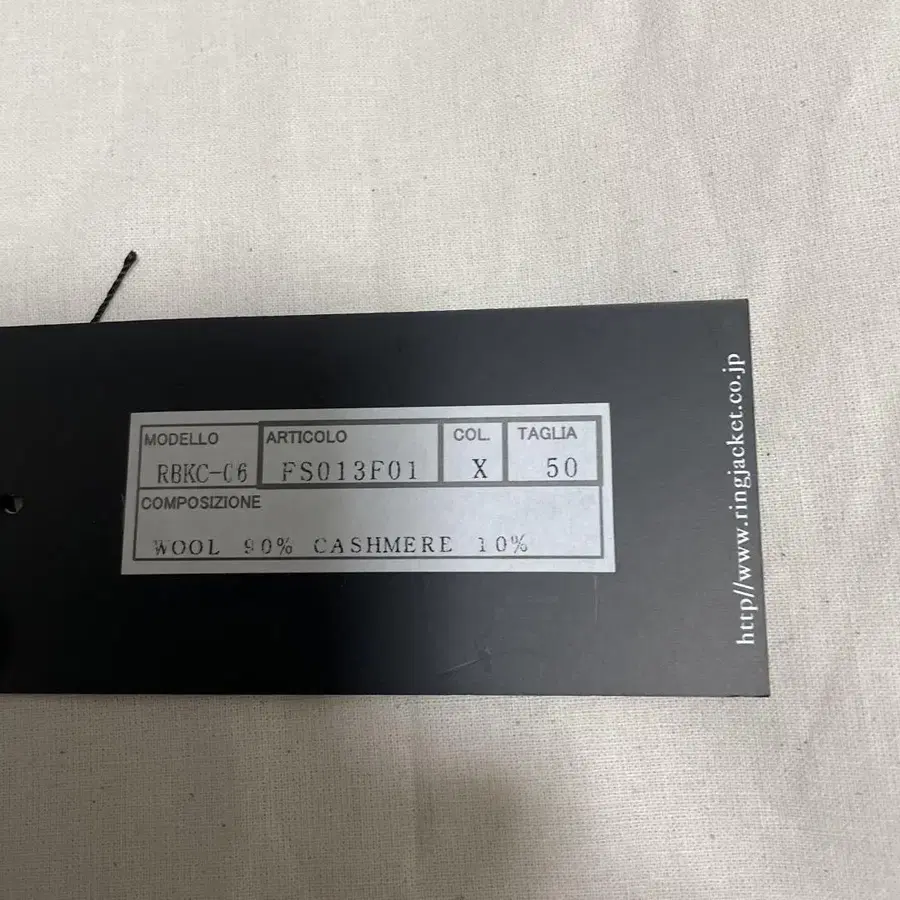 MODELLO ARTICOLO COL. TAGLIA
RBKC-06 FS013F01 X 50
COMPOSIZIONE
WOOL 90% CASHMERE 10%
http//www.ringjacket.co.jp